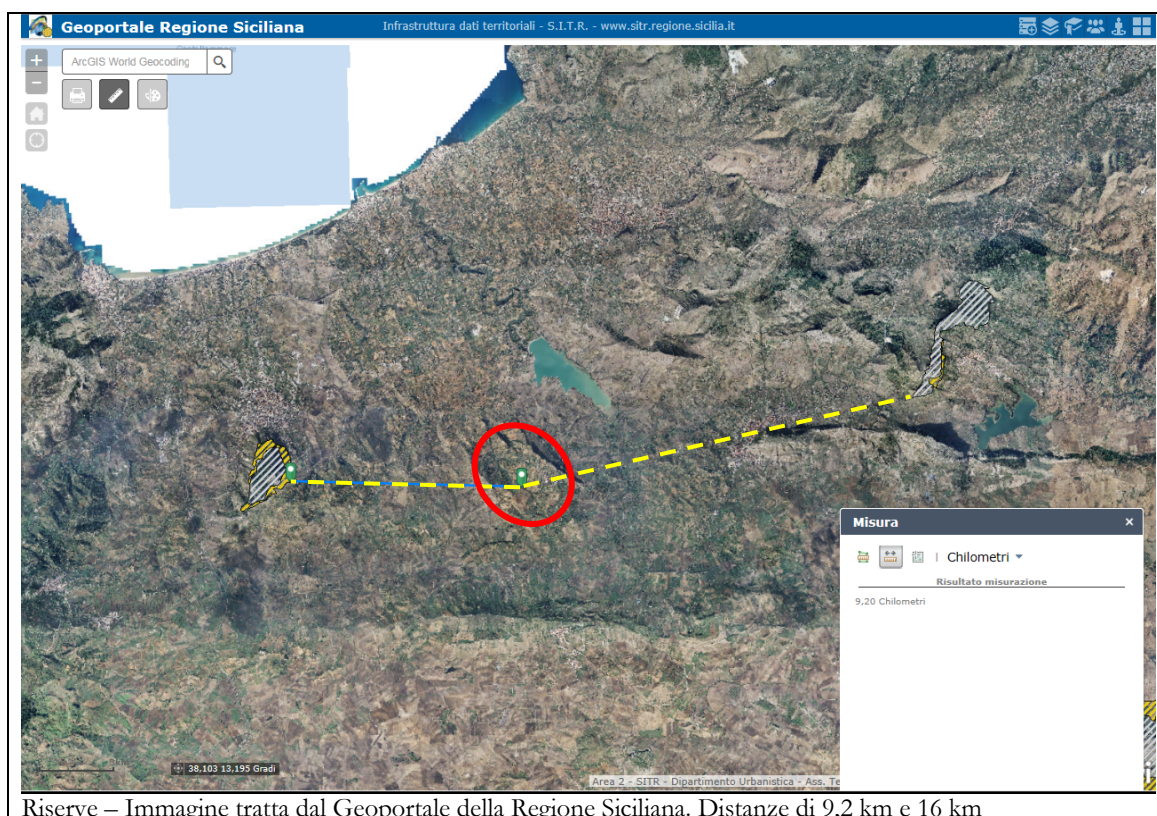 Geoportale Regione Siciliana
Infrastruttura dati territoriali - S.I.T.R. - www.sitr.regione.sicilia.it
ArcGIS World Geocoding
Misura
Chilometri
Risultato misurazione
9,20 Chilometri
38,103 13,195 Gradi
Area 2 - SITR - Dipartimento Urbanistica - Ass. Te
Riserve – Immagine tratta dal Geoportale della Regione Siciliana. Distanze di 9,2 km e 16 km